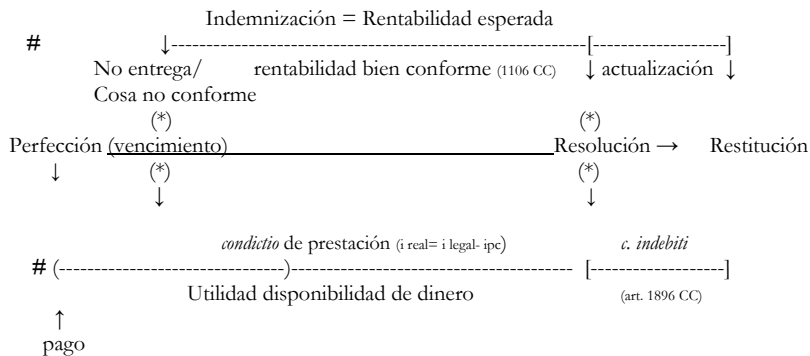 Indemnización = Rentabilidad esperada
# ↓-----------------------------------------------------------[-------------------]
No entrega/ rentabilidad bien conforme (1106 CC) ↓ actualización ↓
Cosa no conforme
(*) (*)
Perfección (vencimiento) Resolución → Restitución
↓ (*) (*)
↓ ↓
condictio de prestación (i real= i legal- ipc) c. indebiti
# (--------------------------------)---------------------------------------- [-------------------]
Utilidad disponibilidad de dinero (art. 1896 CC)
↑
pago